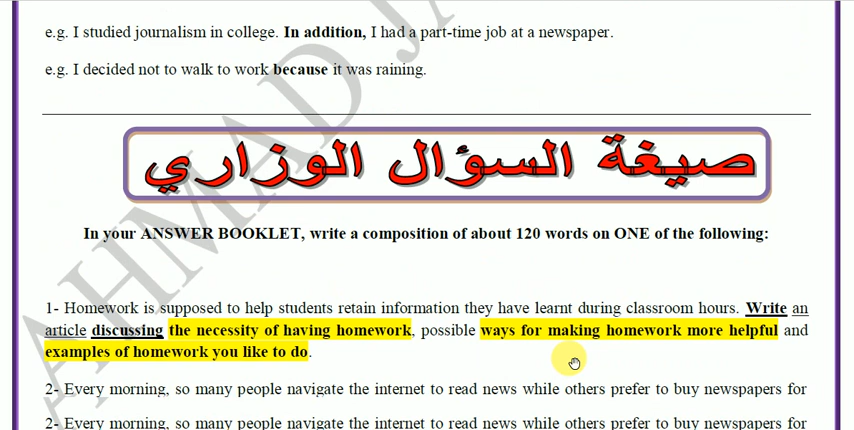 e.g. I studied journalism in college. In addition, I had a part-time job at a newspaper.
e.g. I decided not to walk to work because it was raining.
صيغة السؤال الوزاري
In your ANSWER BOOKLET, write a composition of about 120 words on ONE of the following:
1- Homework is supposed to help students retain information they have learnt during classroom hours. Write an
article discussing the necessity of having homework, possible ways for making homework more helpful and
examples of homework you like to do.
2- Every morning, so many people navigate the internet to read news while others prefer to buy newspapers for
2- Every morning, so many people navigate the internet to read news while others prefer to buy newspapers for
AHMAD